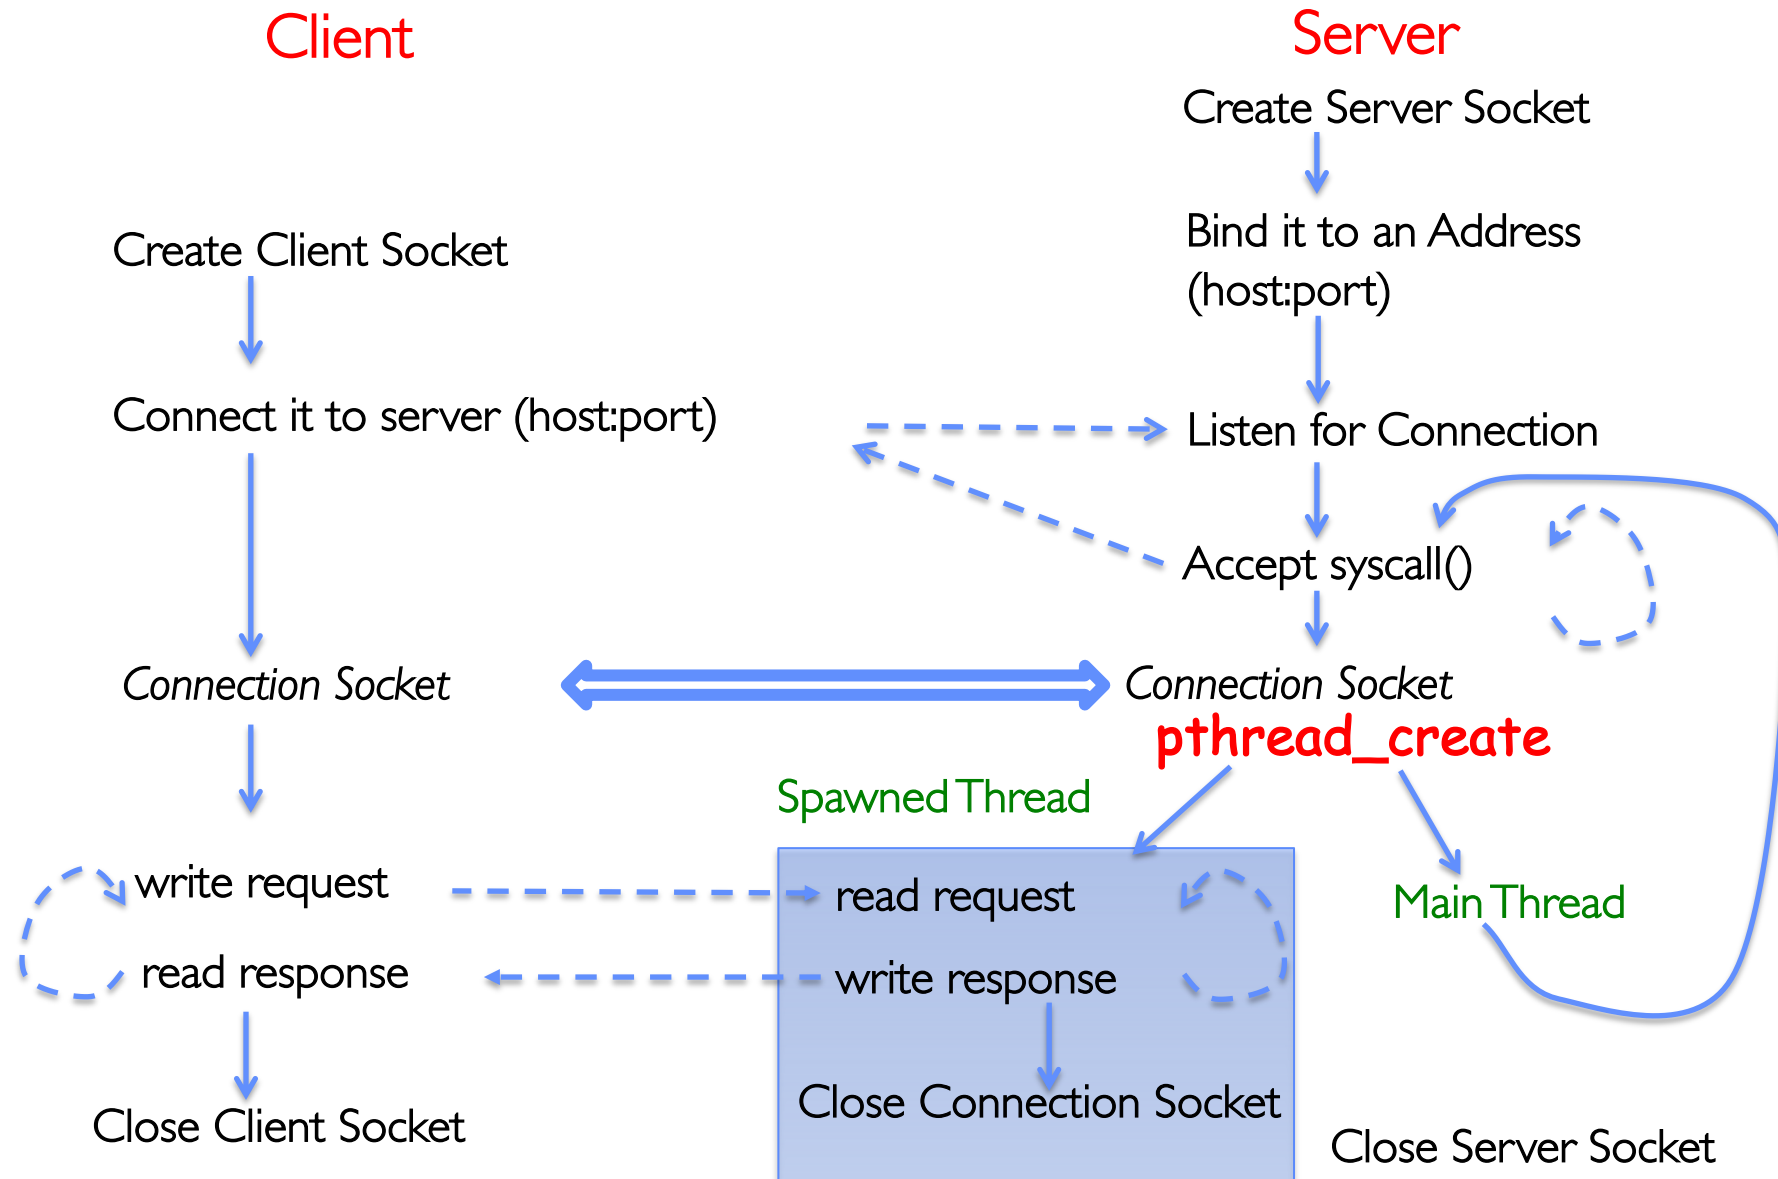 Client
Create Client Socket
Connect it to server (host:port)
Connection Socket
write request
read response
Close Client Socket
Server
Create Server Socket
Bind it to an Address
(host:port)
Listen for Connection
Accept syscall()
Connection Socket
pthread_create
Spawned Thread
read request
write response
Close Connection Socket
Main Thread
Close Server Socket